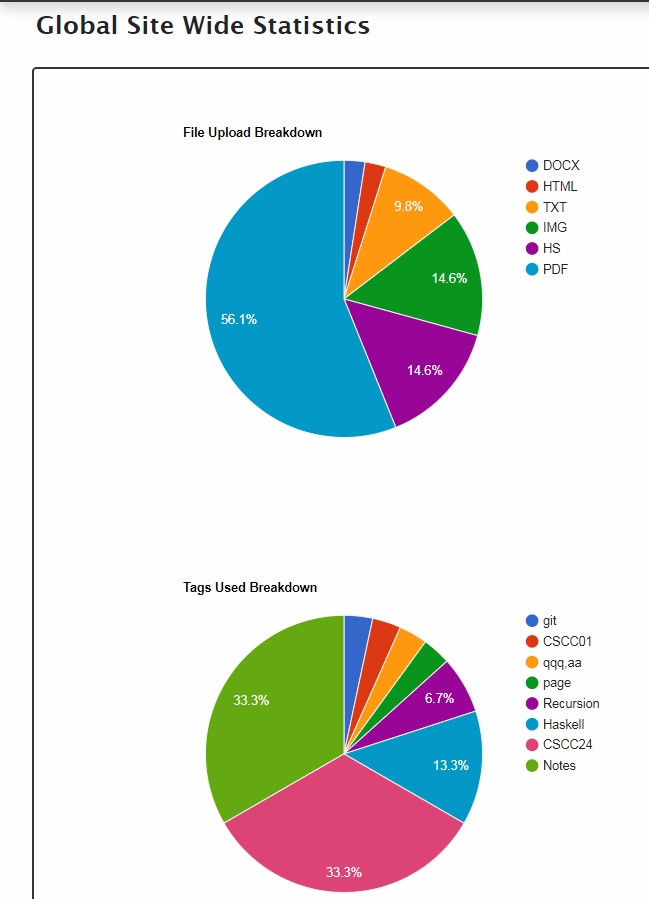 Global Site Wide Statistics
File Upload Breakdown
DOCX
HTML
TXT
IMG
HS
PDF
9.8%
14.6%
14.6%
56.1%
Tags Used Breakdown
git
CSCC01
qqq,aa
page
Recursion
Haskell
CSCC24
Notes
6.7%
13.3%
33.3%
33.3%